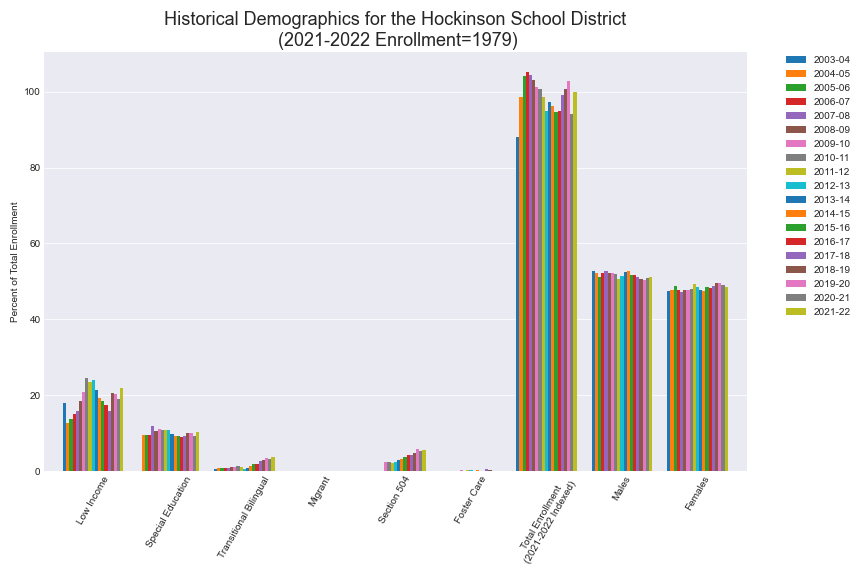 Historical Demographics for the Hockinson School District
(2021-2022 Enrollment=1979)
Percent of Total Enrollment
100
80
60
40
20
0
Low Income
Special Education
Transitional Bilingual
Migrant
Section 504
Foster Care
Total Enrollment
(2021-2022 Indexed)
Males
Females
2003-04
2004-05
2005-06
2006-07
2007-08
2008-09
2009-10
2010-11
2011-12
2012-13
2013-14
2014-15
2015-16
2016-17
2017-18
2018-19
2019-20
2020-21
2021-22